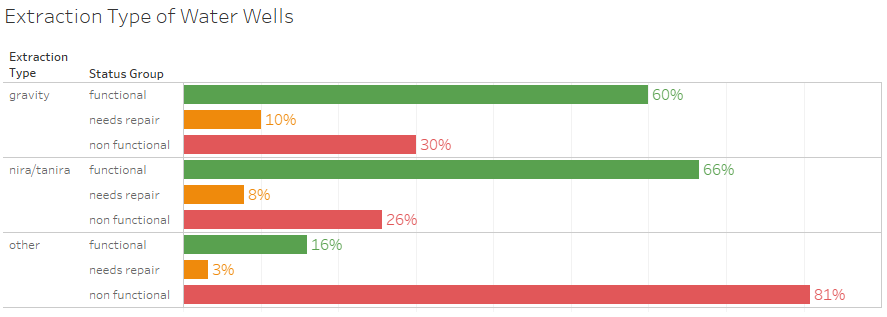 Extraction Type of Water Wells
Extraction
Type Status Group
gravity functional 60%
needs repair 10%
non functional 30%
nira/tanira functional 66%
needs repair 8%
non functional 26%
other functional 16%
needs repair 3%
non functional 81%